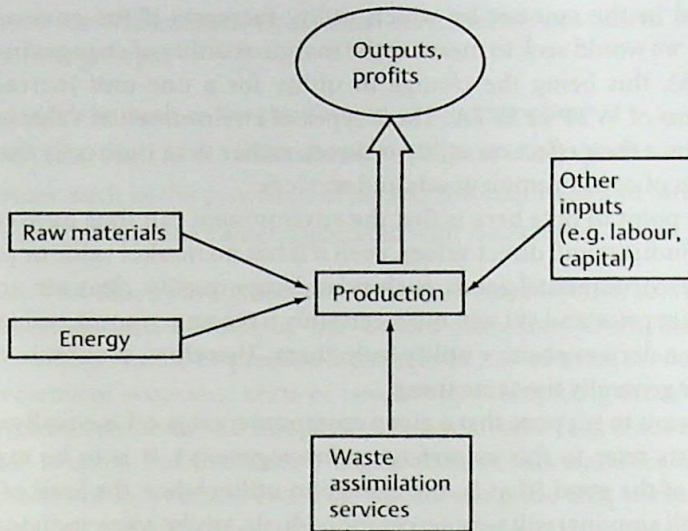 Outputs,
profits
Other
inputs
(e.g. labour,
capital)
Raw materials
Production
Energy
Waste
assimilation
services